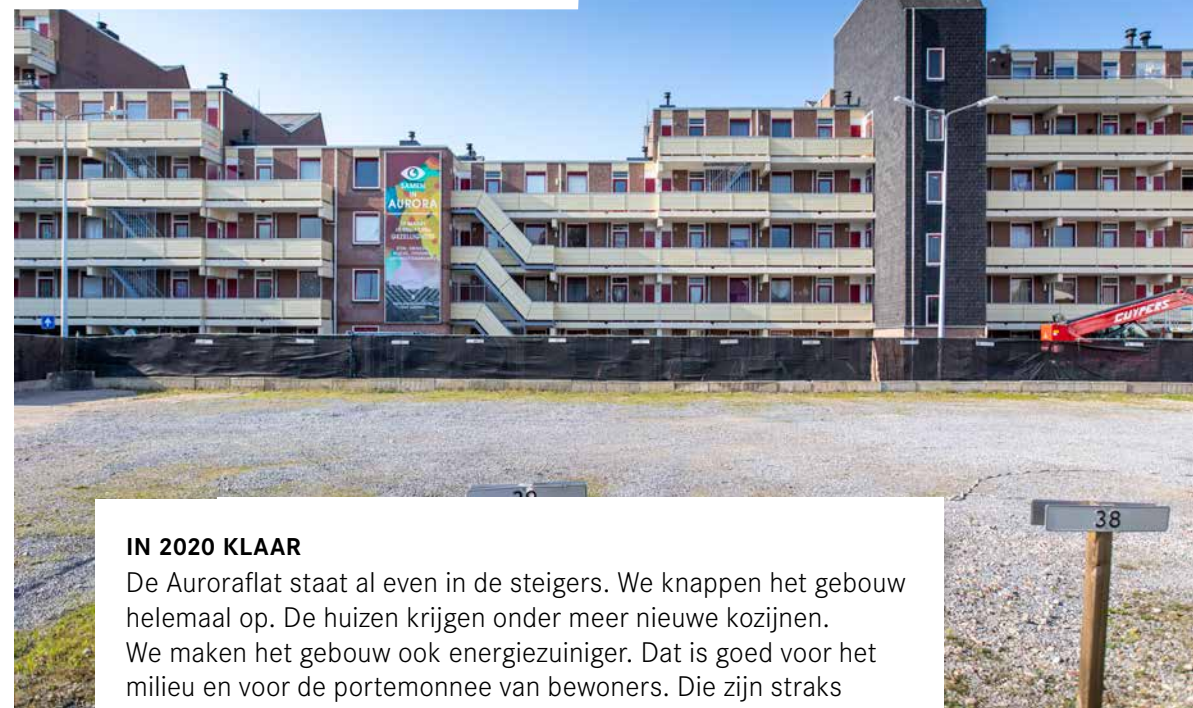 SAMEN
IN
AURORA
GEZELLIGHEID
CUYPERS
38
IN 2020 KLAAR
De Auroraflat staat al even in de steigers. We knappen het gebouw
helemaal op. De huizen krijgen onder meer nieuwe kozijnen.
We maken het gebouw ook energiezuiniger. Dat is goed voor het
milieu en voor de portemonnee van bewoners. Die zijn straks